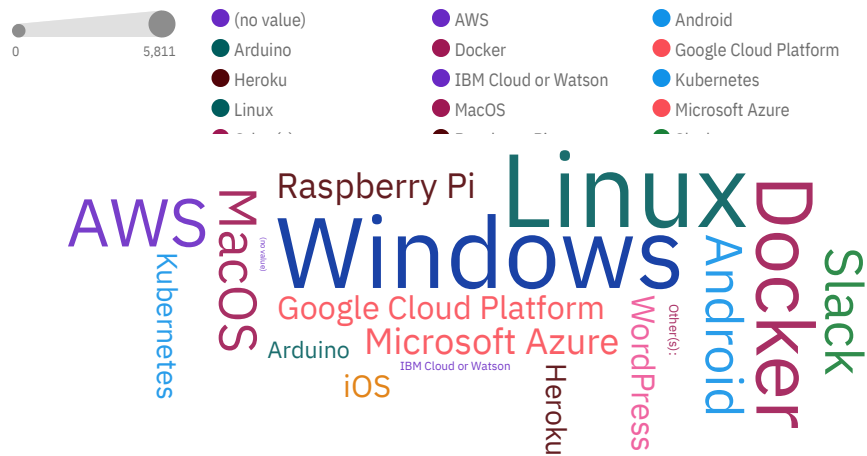 0
5,811
(no value)
AWS
Android
Arduino
Docker
Google Cloud Platform
Heroku
IBM Cloud or Watson
Kubernetes
Linux
MacOS
Microsoft Azure
Linux
Raspberry Pi
Docker
AWS
MacOS
(no value)
Windows
Android
Slack
Kubernetes
Google Cloud Platform
WordPress
Other(s):
Microsoft Azure
Arduino
IBM Cloud or Watson
Heroku
iOS